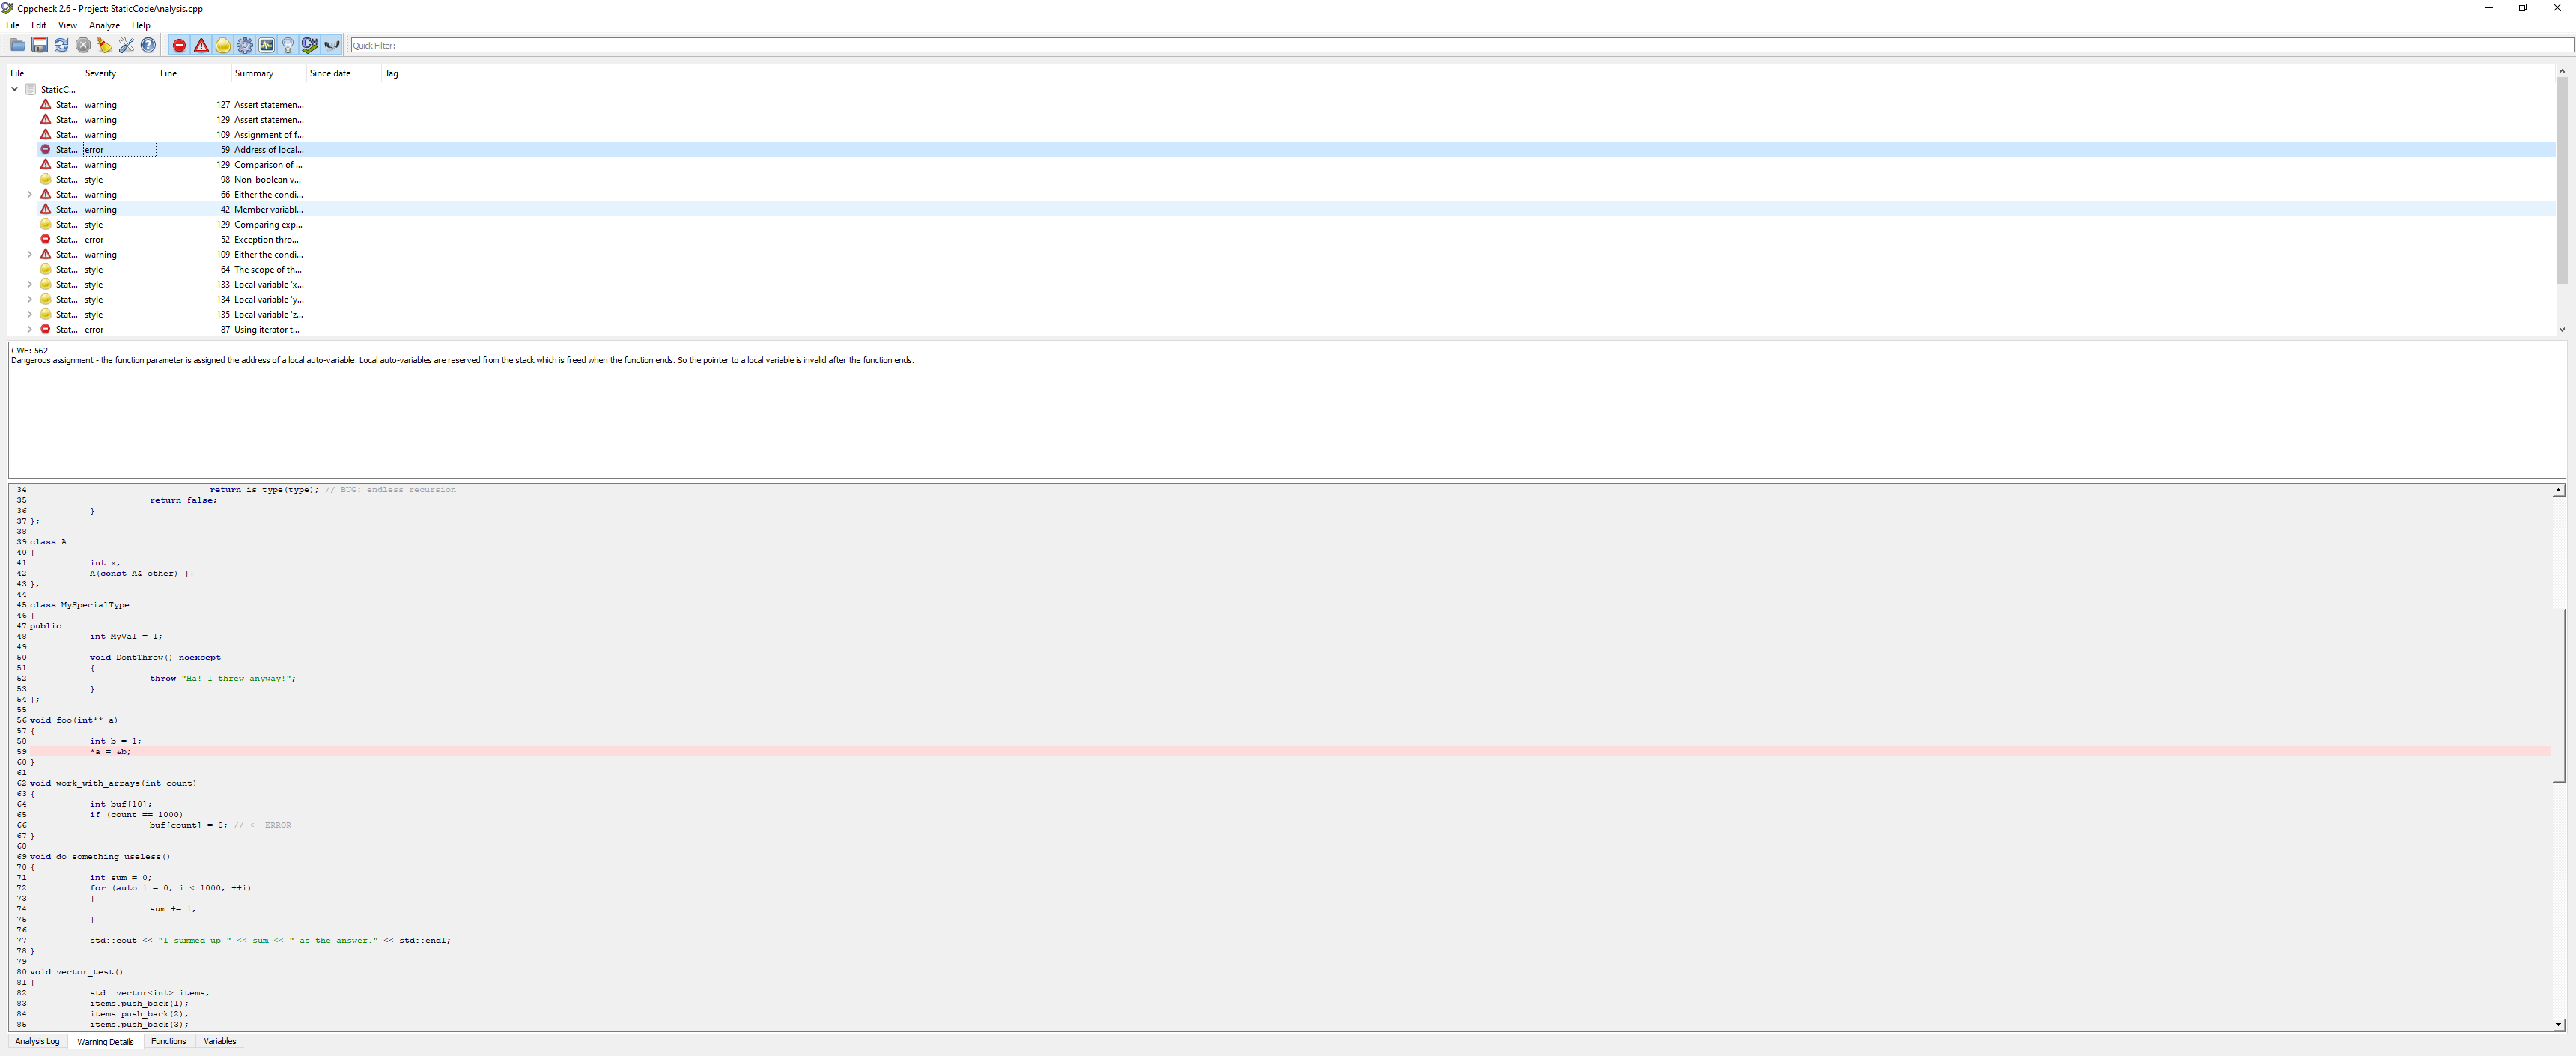 Cppcheck 2.6 - Project: StaticCodeAnalysis.cpp
File Edit View Analyze Help
Quick Filter:
File Severity Line Summary Since date Tag
StaticC...
Stat... warning 127 Assert statemen...
Stat... warning 129 Assert statemen...
Stat... warning 109 Assignment of f...
Stat... error 59 Address of local...
Stat... warning 129 Comparison of ...
Stat... style 98 Non-boolean v...
Stat... warning 66 Either the condi...
Stat... warning 42 Member variabl...
Stat... style 129 Comparing exp...
Stat... error 52 Exception thro...
Stat... warning 109 Either the condi...
Stat... style 64 The scope of th...
Stat... style 133 Local variable 'x...
Stat... style 134 Local variable 'y...
Stat... style 135 Local variable 'z...
Stat... error 87 Using iterator t...
CWE: 562
Dangerous assignment - the function parameter is assigned the address of a local auto-variable. Local auto-variables are reserved from the stack which is freed when the function ends. So the pointer to a local variable is invalid after the function ends.
34 return is_type(type); // BUG: endless recursion
35 return false;
36 }
37 };
38
39 class A
40 {
41 int x;
42 A(const A& other) {}
43 };
44
45 class MySpecialType
46 {
47 public:
48 int MyVal = 1;
49
50 void DontThrow() noexcept
51 {
52 throw "Ha! I threw anyway!";
53 }
54 };
55
56 void foo(int** a)
57 {
58 int b = 1;
59 *a = &b;
60 }
61
62 void work_with_arrays(int count)
63 {
64 int buf[10];
65 if (count == 1000)
66 buf[count] = 0; // <- ERROR
67 }
68
69 void do_something_useless()
70 {
71 int sum = 0;
72 for (auto i = 0; i < 1000; ++i)
73 {
74 sum += i;
75 }
76
77 std::cout << "I summed up " << sum << " as the answer." << std::endl;
78 }
79
80 void vector_test()
81 {
82 std::vector<int> items;
83 items.push_back(1);
84 items.push_back(2);
85 items.push_back(3);
Analysis Log Warning Details Functions Variables